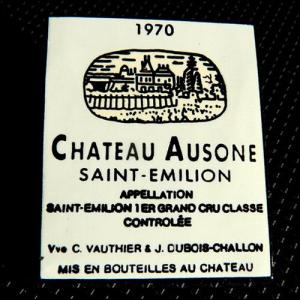 1970
CHATEAU AUSONE
SAINT-EMILION
APPELLATION
SAINT-EMILION 1ER GRAND CRU CLASSE
CONTROLÉE
Vve C. VAUTHIER & J. DUBOIS-CHALLON
MIS EN BOUTEILLES AU CHATEAU